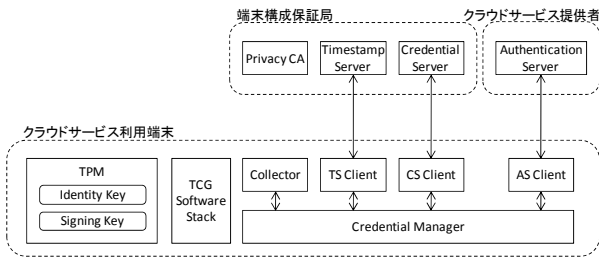 端末構成保証局
クラウドサービス提供者
Privacy CA
Timestamp
Server
Credential
Server
Authentication
Server
クラウドサービス利用端末
TPM
Identity Key
Signing Key
TCG
Software
Stack
Collector
TS Client
CS Client
AS Client
Credential Manager